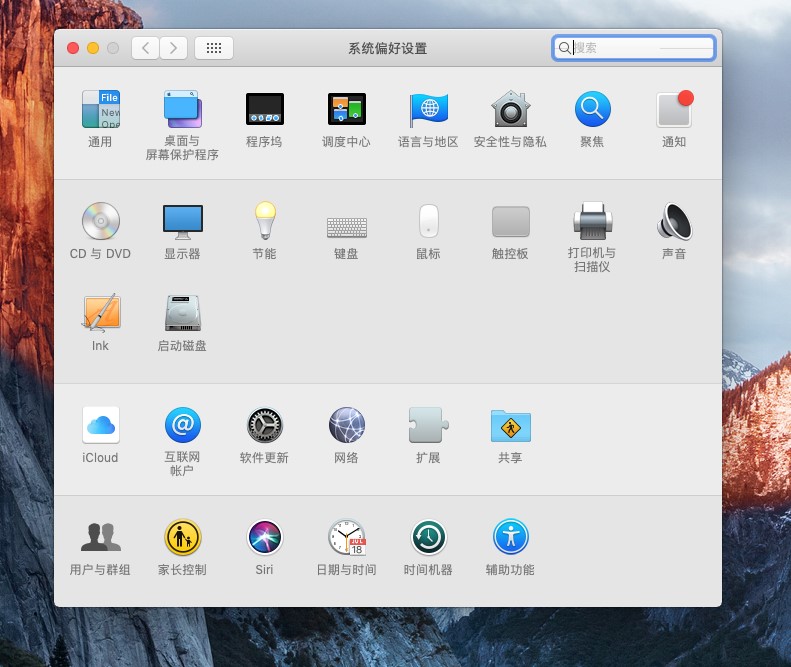 系统偏好设置
搜索
File
New
Ope
通用
桌面与
屏幕保护程序
程序坞
调度中心
语言与地区
安全性与隐私
聚焦
通知
CD 与 DVD
显示器
节能
键盘
鼠标
触控板
打印机与
扫描仪
声音
Ink
启动磁盘
iCloud
@
互联网
帐户
软件更新
网络
扩展
共享
用户与群组
家长控制
Siri
JUL
18
日期与时间
时间机器
辅助功能